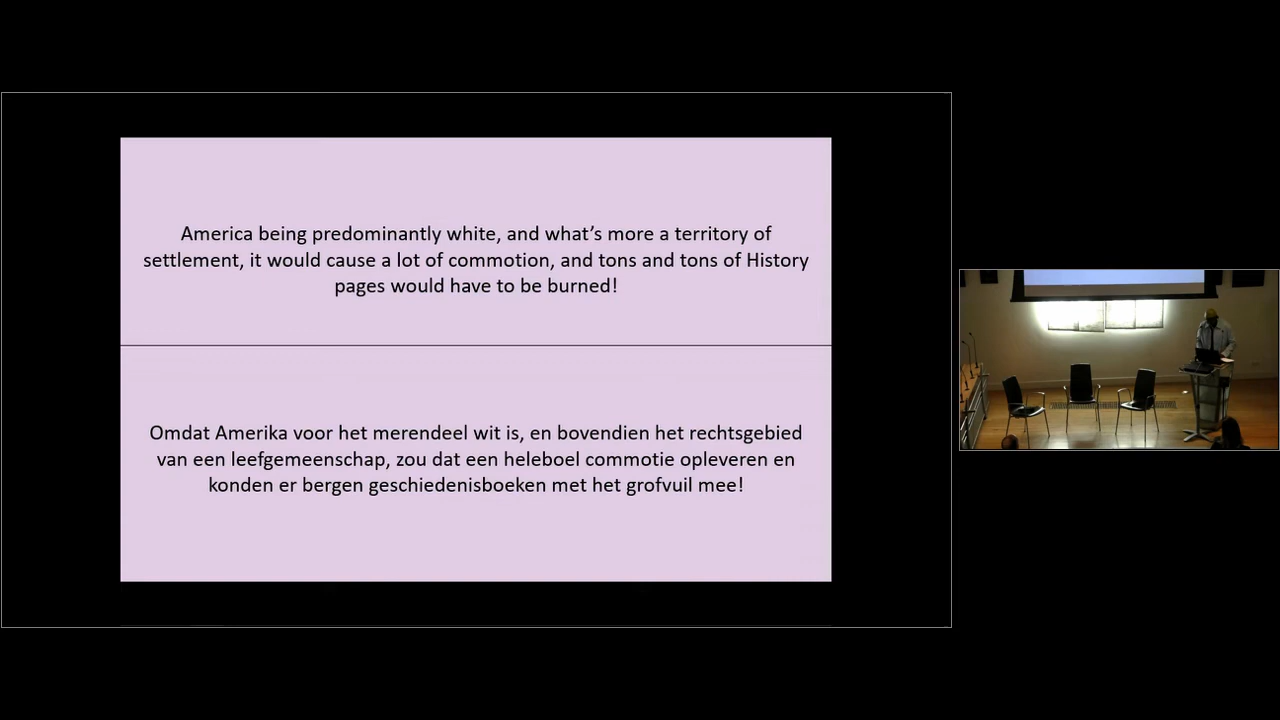 America being predominantly white, and what’s more a territory of
settlement, it would cause a lot of commotion, and tons and tons of History
pages would have to be burned!
Omdat Amerika voor het merendeel wit is, en bovendien het rechtsgebied
van een leefgemeenschap, zou dat een heleboel commotie opleveren en
konden er bergen geschiedenisboeken met het grofvuil mee!